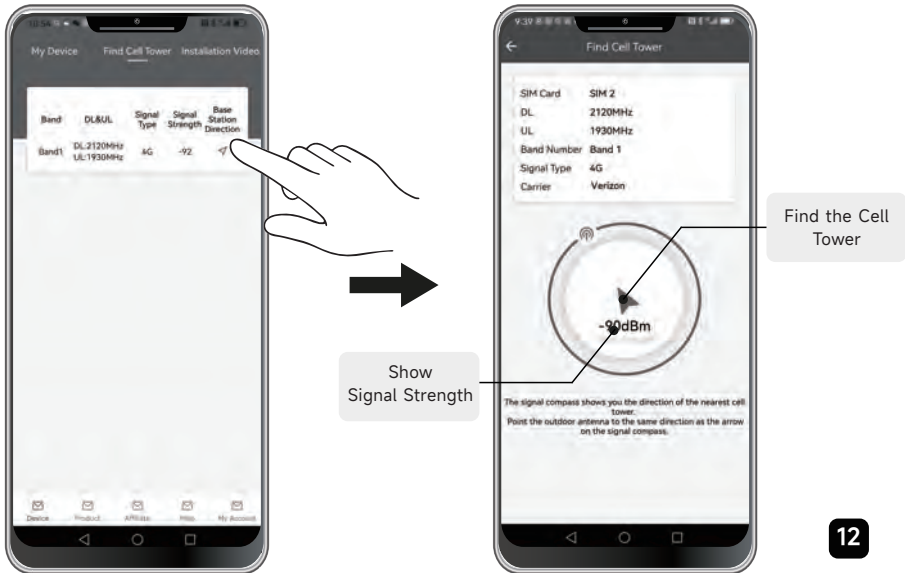 10:54
My Device Find Cell Tower Installation Video
Band DL&UL Signal Type Signal Strength Base Station Direction
Band1 DL:2120MHz UL:1930MHz 4G -92
Device Product Affiliate Help My Account
Show
Signal Strength
9:39
Find Cell Tower
SIM Card SIM 2
DL 2120MHz
UL 1930MHz
Band Number Band 1
Signal Type 4G
Carrier Verizon
-90dBm
The signal compass shows you the direction of the nearest cell
tower.
Point the outdoor antenna to the same direction as the arrow
on the signal compass.
Find the Cell
Tower
12